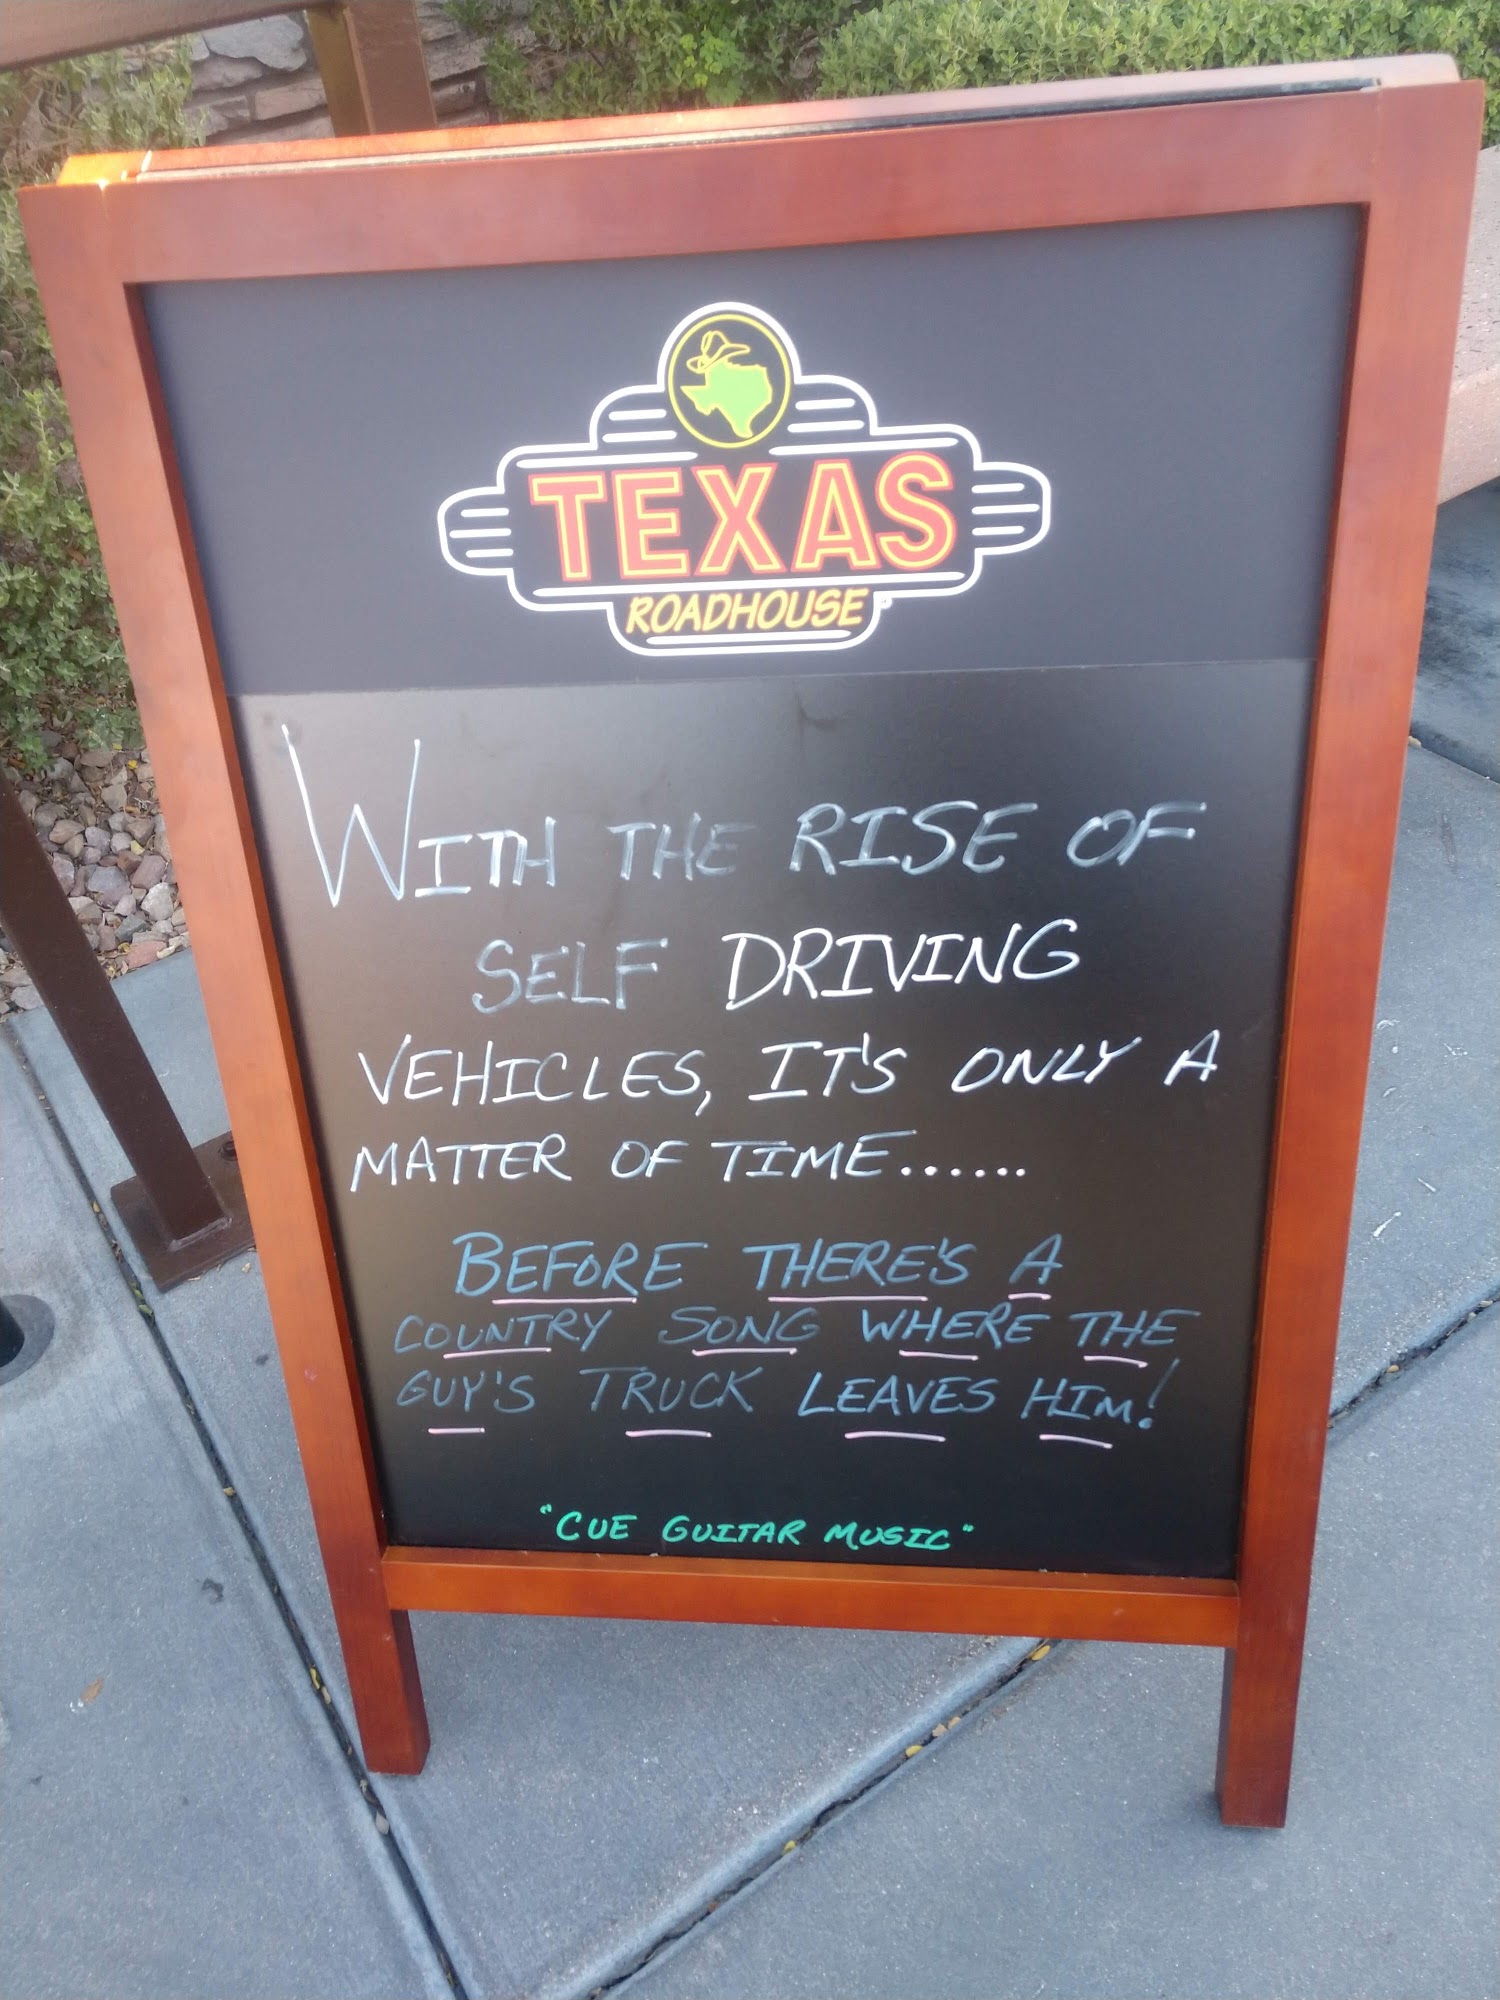 TEXAS
ROADHOUSE
WITH THE RISE OF
SELF DRIVING
VEHICLES, IT'S ONLY A
MATTER OF TIME......
BEFORE THERE'S A
COUNTRY SONG WHERE THE
GUY'S TRUCK LEAVES HIM!
"CUE GUITAR MUSIC"